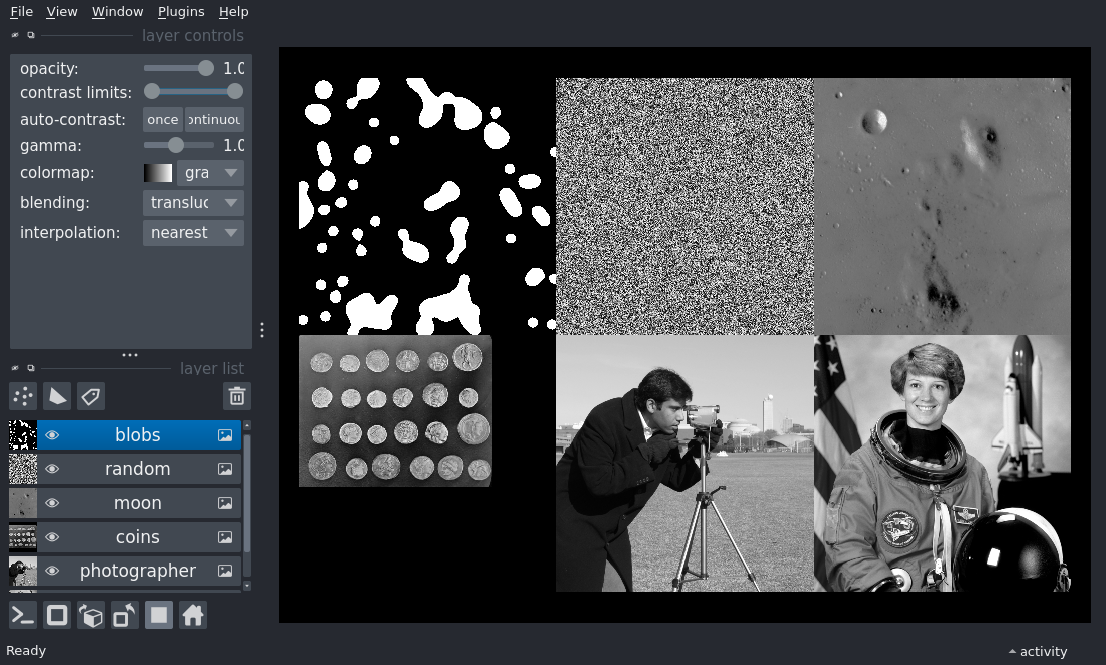 File View Window Plugins Help
layer controls
opacity: 1.0
contrast limits:
auto-contrast: once ontinuou
gamma: 1.0
colormap: gra
blending: transluc
interpolation: nearest
layer list
blobs
random
moon
coins
photographer
Ready
activity